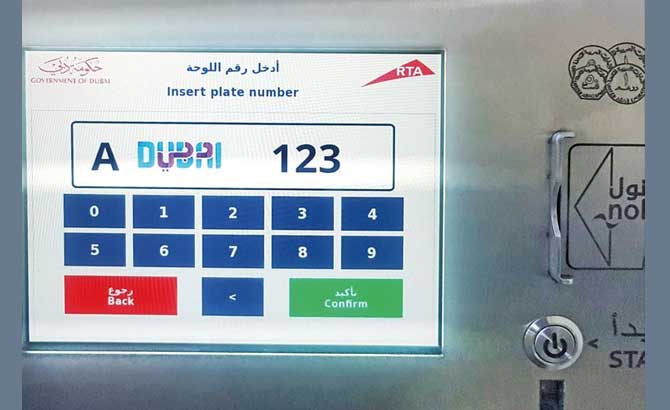 حكومة دبي
GOVERNMENT OF DUBAI
أدخل رقم اللوحة
Insert plate number
RTA
A DUBAI دبي 123
0 1 2 3 4
5 6 7 8 9
رجوع
Back
<
تأكيد
Confirm
نول
nol
< STA